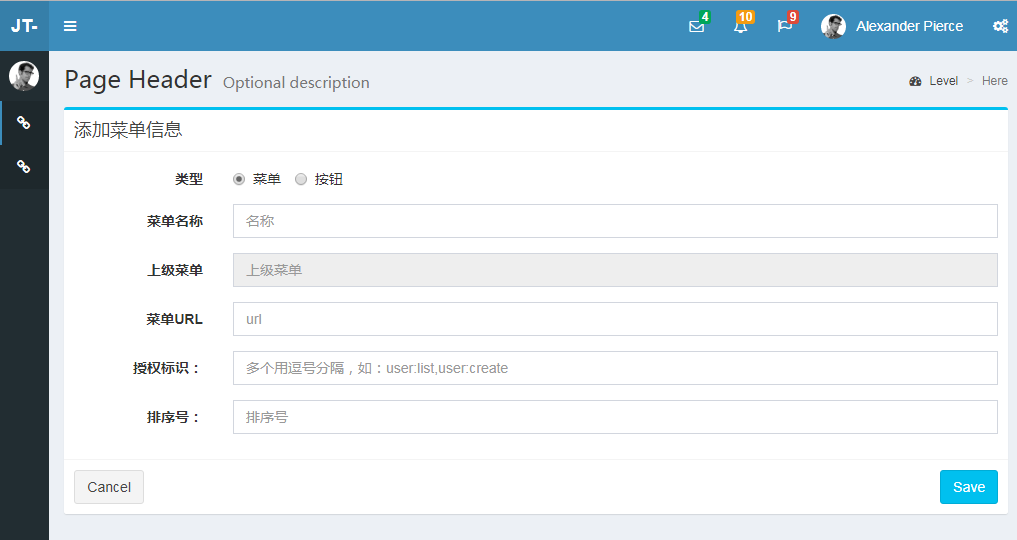 JT-
4
10
9
Alexander Pierce
Page Header Optional description
Level > Here
添加菜单信息
类型 菜单 按钮
菜单名称 名称
上级菜单 上级菜单
菜单URL url
授权标识： 多个用逗号分隔，如：user:list,user:create
排序号： 排序号
Cancel Save